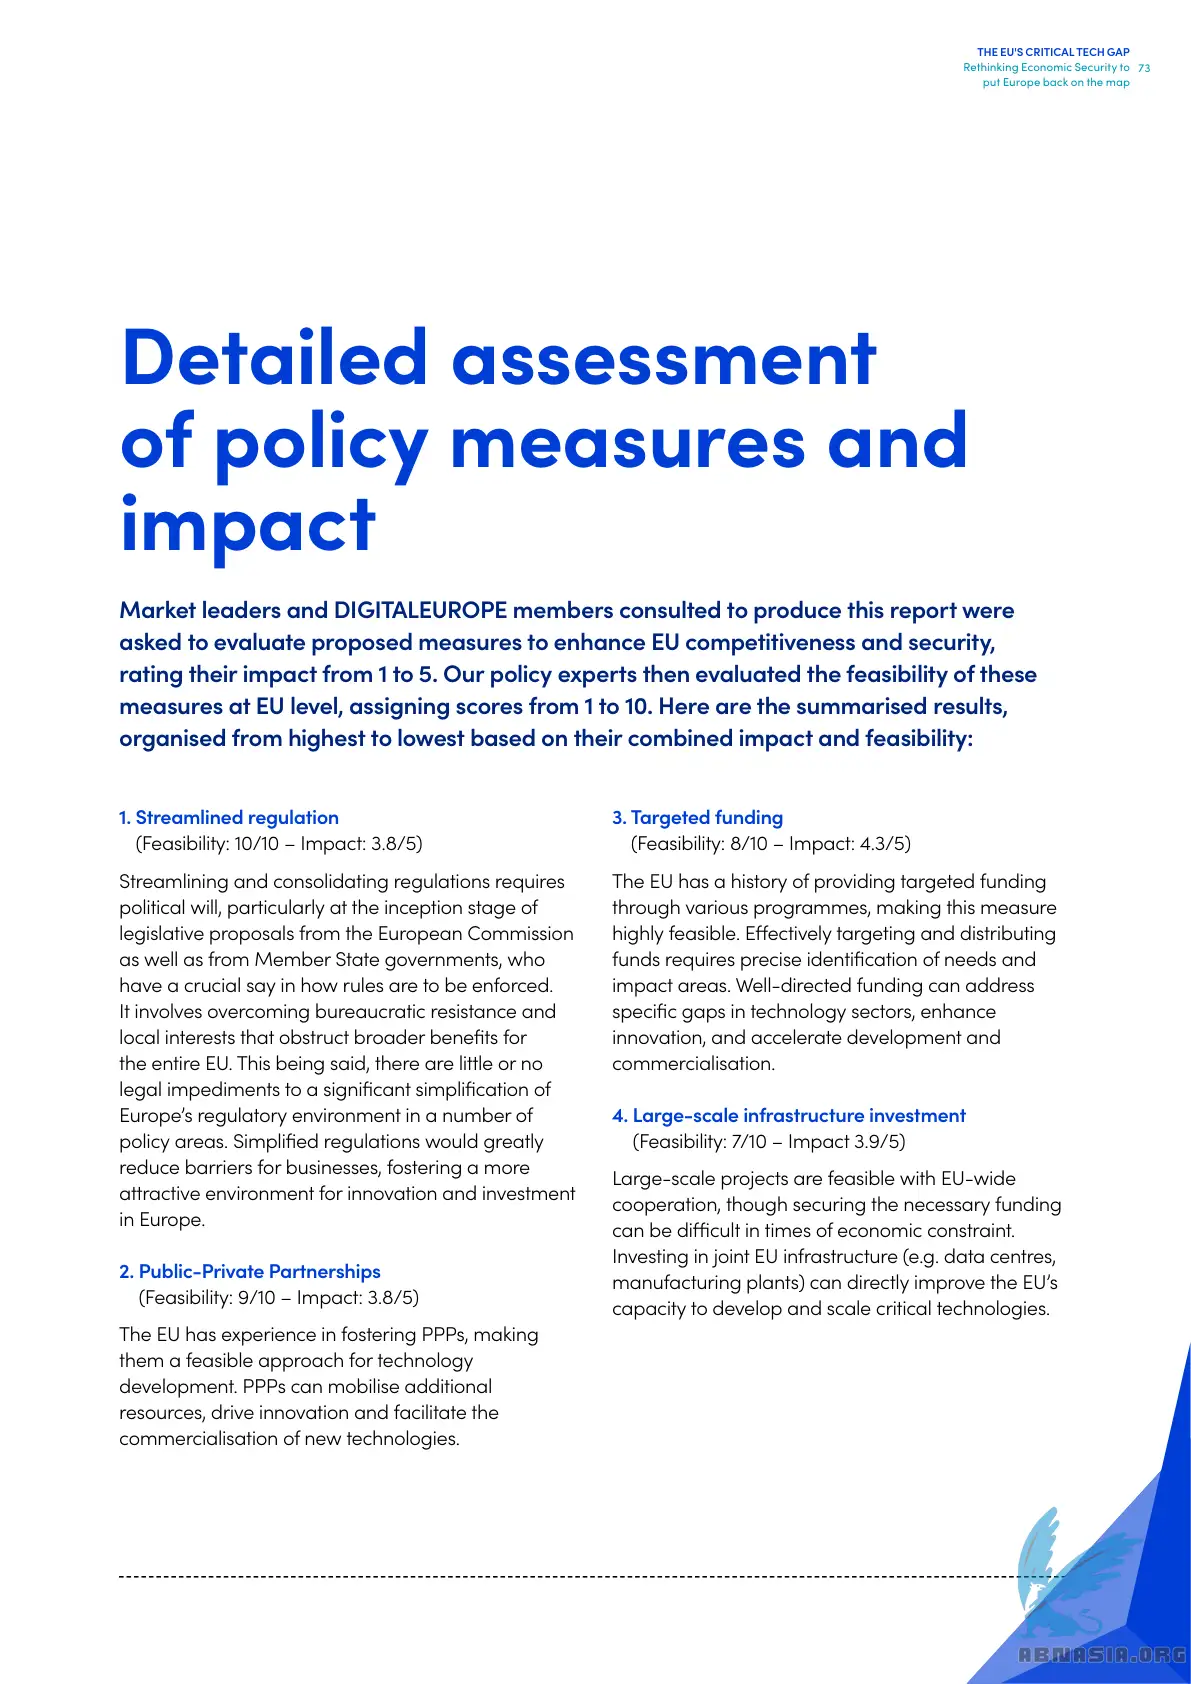 THE EU'S CRITICAL TECH GAP
Rethinking Economic Security to 73
put Europe back on the map
Detailed assessment
of policy measures and
impact
Market leaders and DIGITALEUROPE members consulted to produce this report were
asked to evaluate proposed measures to enhance EU competitiveness and security,
rating their impact from 1 to 5. Our policy experts then evaluated the feasibility of these
measures at EU level, assigning scores from 1 to 10. Here are the summarised results,
organised from highest to lowest based on their combined impact and feasibility:
1. Streamlined regulation
(Feasibility: 10/10 – Impact: 3.8/5)
Streamlining and consolidating regulations requires
political will, particularly at the inception stage of
legislative proposals from the European Commission
as well as from Member State governments, who
have a crucial say in how rules are to be enforced.
It involves overcoming bureaucratic resistance and
local interests that obstruct broader benefits for
the entire EU. This being said, there are little or no
legal impediments to a significant simplification of
Europe’s regulatory environment in a number of
policy areas. Simplified regulations would greatly
reduce barriers for businesses, fostering a more
attractive environment for innovation and investment
in Europe.
2. Public-Private Partnerships
(Feasibility: 9/10 – Impact: 3.8/5)
The EU has experience in fostering PPPs, making
them a feasible approach for technology
development. PPPs can mobilise additional
resources, drive innovation and facilitate the
commercialisation of new technologies.
3. Targeted funding
(Feasibility: 8/10 – Impact: 4.3/5)
The EU has a history of providing targeted funding
through various programmes, making this measure
highly feasible. Effectively targeting and distributing
funds requires precise identification of needs and
impact areas. Well-directed funding can address
specific gaps in technology sectors, enhance
innovation, and accelerate development and
commercialisation.
4. Large-scale infrastructure investment
(Feasibility: 7/10 – Impact 3.9/5)
Large-scale projects are feasible with EU-wide
cooperation, though securing the necessary funding
can be difficult in times of economic constraint.
Investing in joint EU infrastructure (e.g. data centres,
manufacturing plants) can directly improve the EU’s
capacity to develop and scale critical technologies.
ABNASIA.ORG